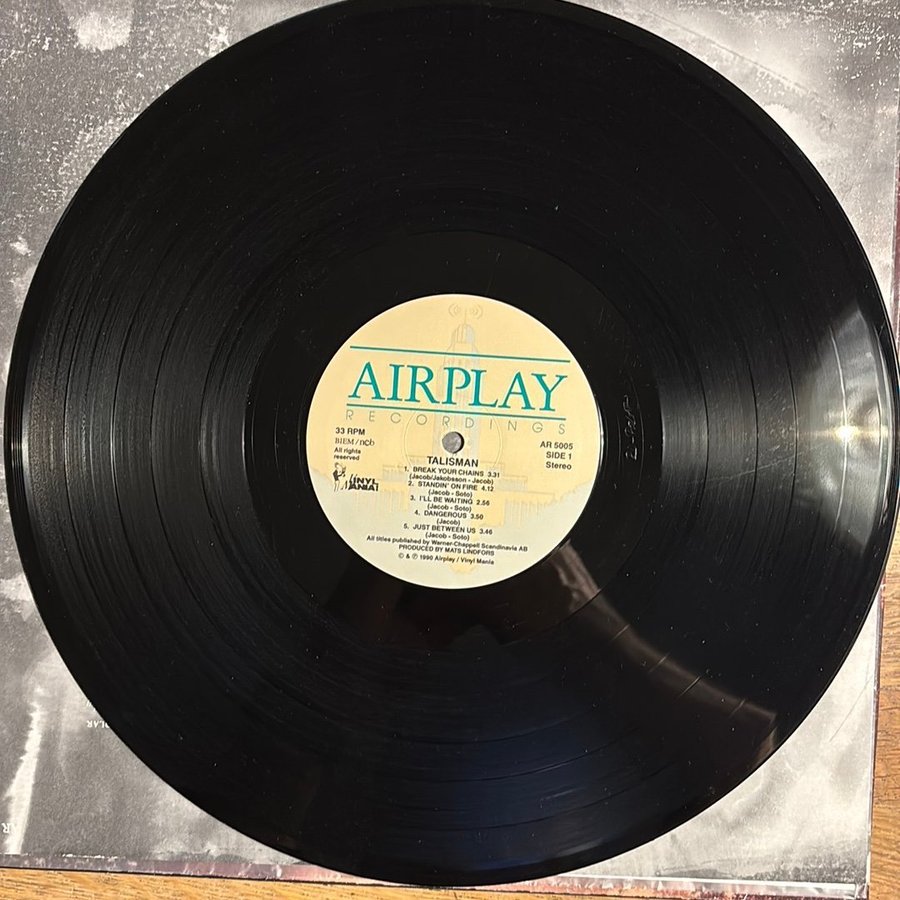 AIRPLAY
RECORDINGS
33 RPM
BIEM/ncb
All rights
reserved
VINYL
MANIA!
AR 5005
SIDE 1
Stereo
TALISMAN
1. BREAK YOUR CHAINS 3.31
(Jacob/Jakobsson - Jacob)
2. STANDIN' ON FIRE 4.12
(Jacob - Soto)
3. I'LL BE WAITING 2.56
(Jacob - Soto)
4. DANGEROUS 3.50
(Jacob)
5. JUST BETWEEN US 3.46
(Jacob - Soto)
All titles published by Warner-Chappell Scandinavia AB
PRODUCED BY MATS LINDFORS
© & ℗ 1990 Airplay / Vinyl Mania